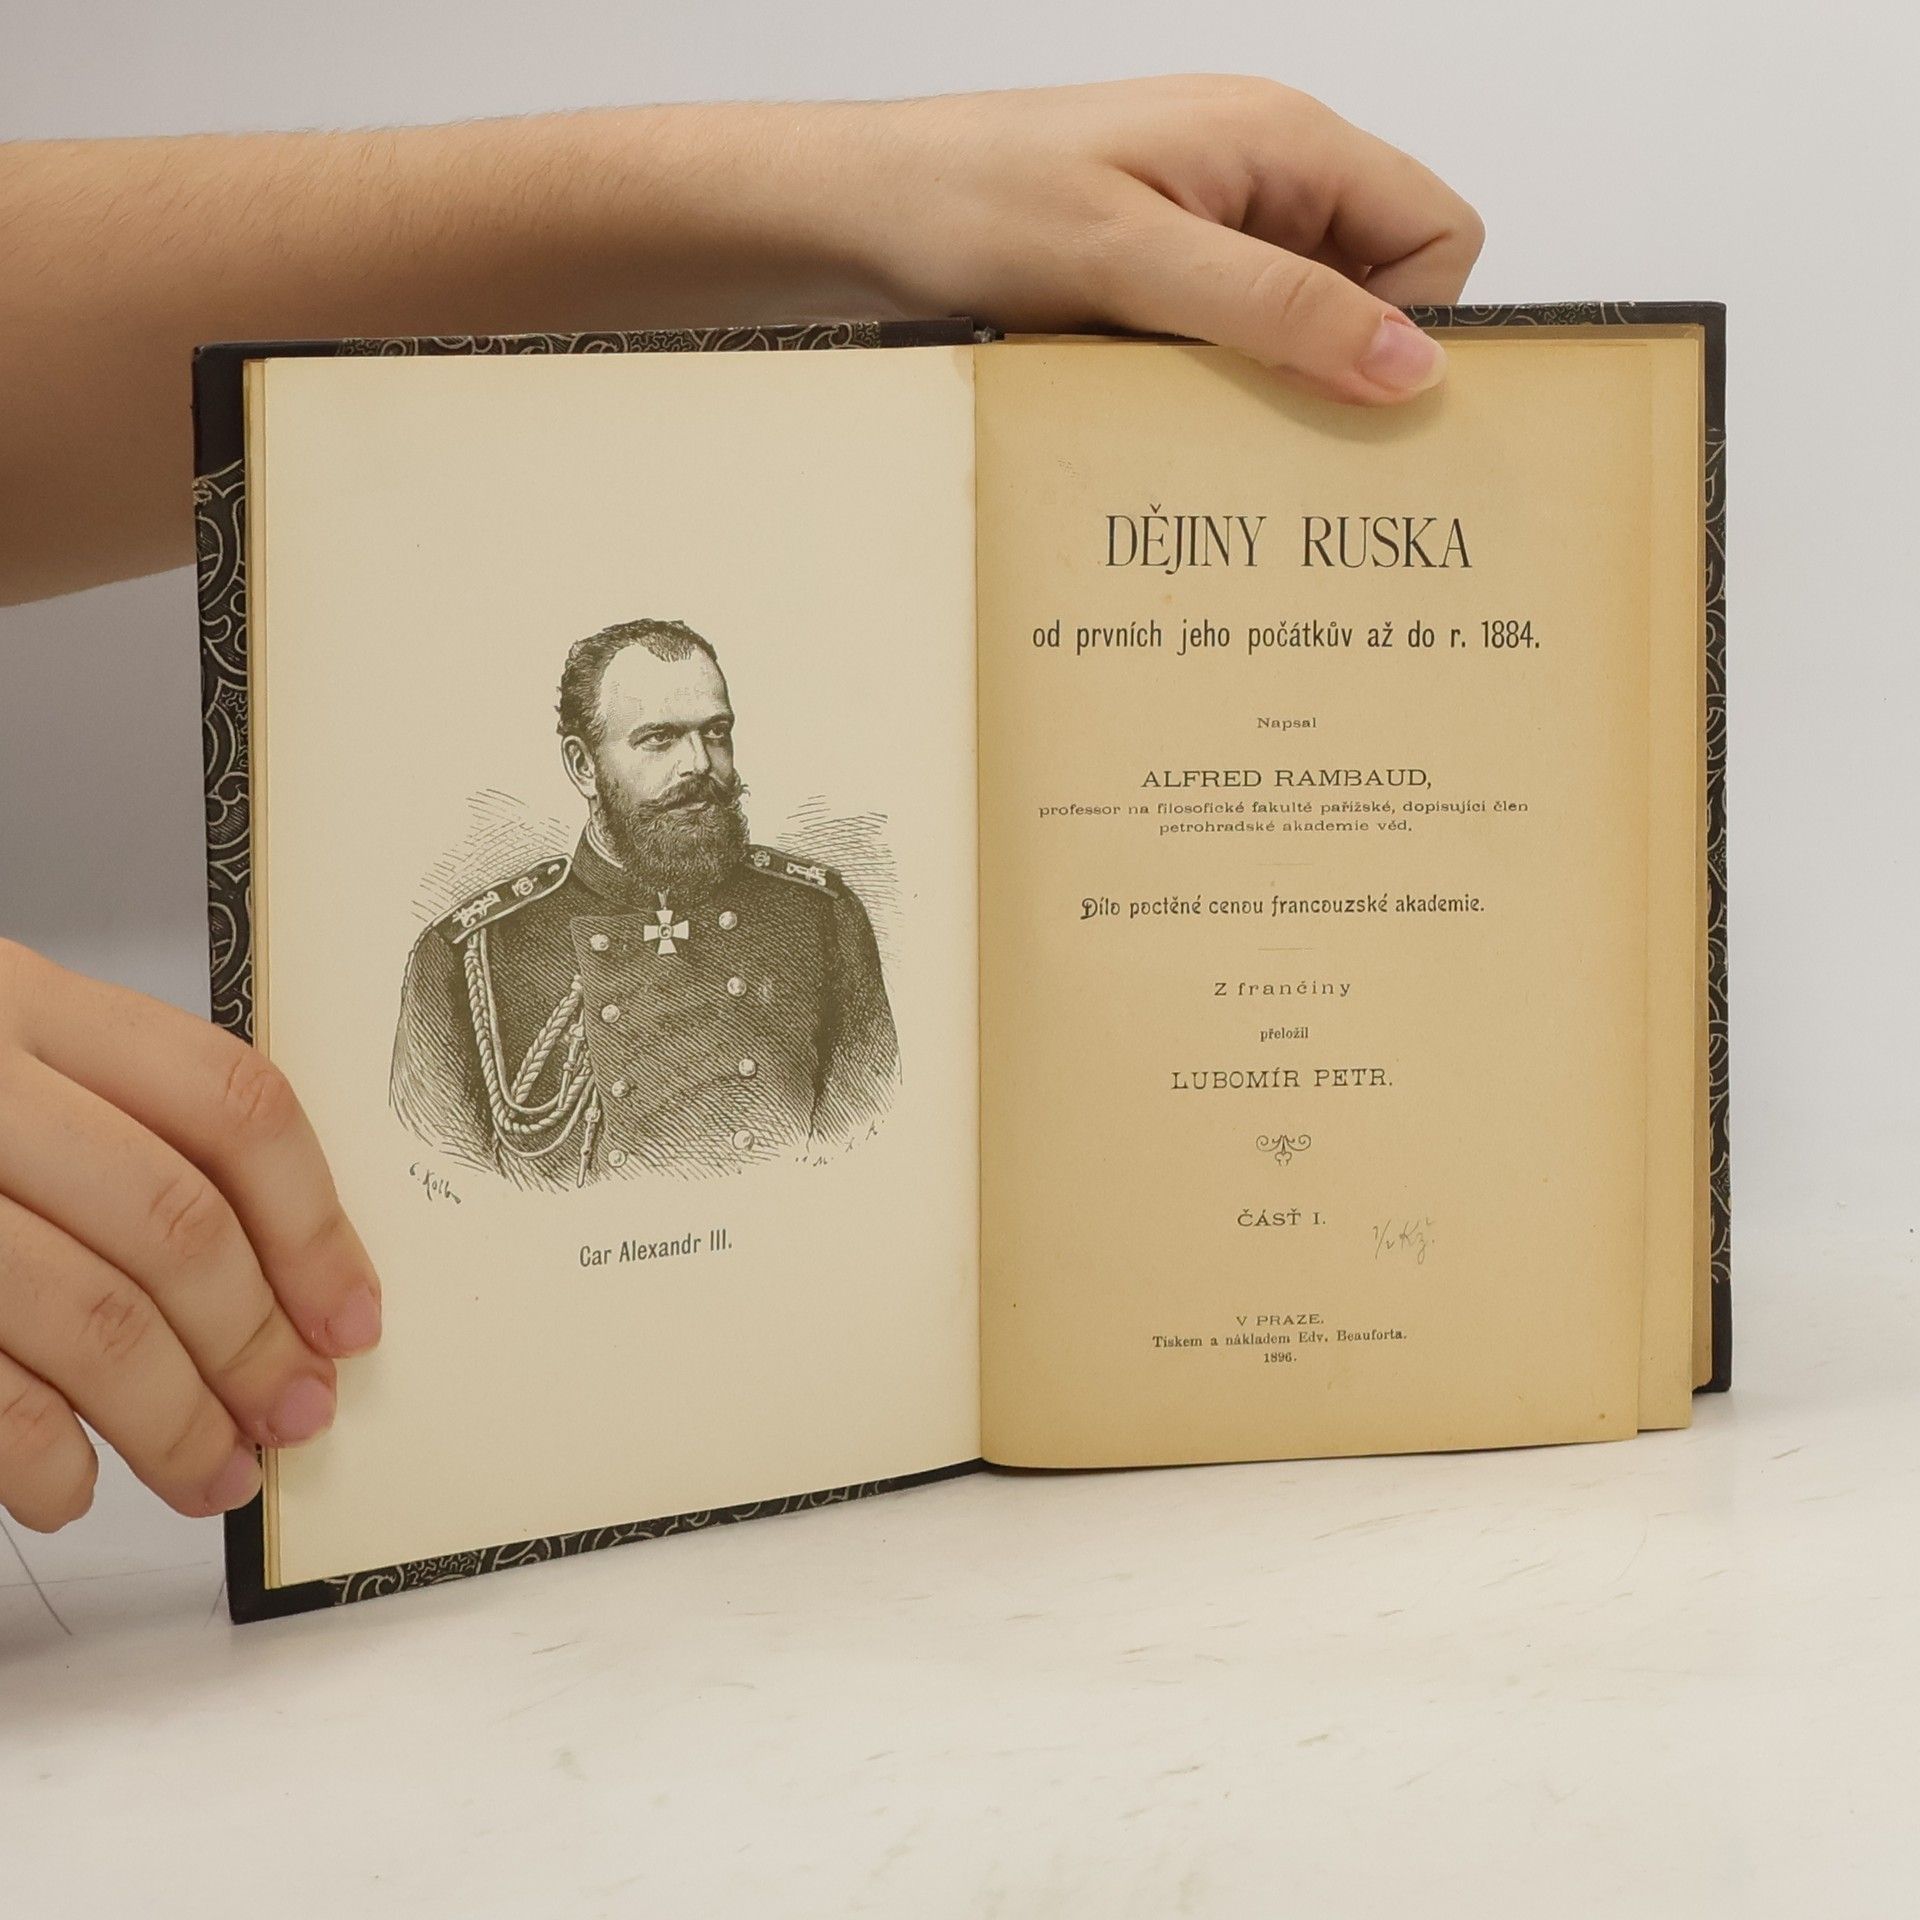 C. Kolb
Car Alexandr III.
DĚJINY RUSKA
od prvních jeho počátkův až do r. 1884.
Napsal
ALFRED RAMBAUD,
professor na filosofické fakultě pařížské, dopisující člen
petrohradské akademie věd.
Dílo poctěné cenou francouzské akademie.
Z frančiny
přeložil
LUBOMÍR PETR.
ČÁSŤ I.
V PRAZE.
Tiskem a nákladem Edv. Beauforta.
1896.